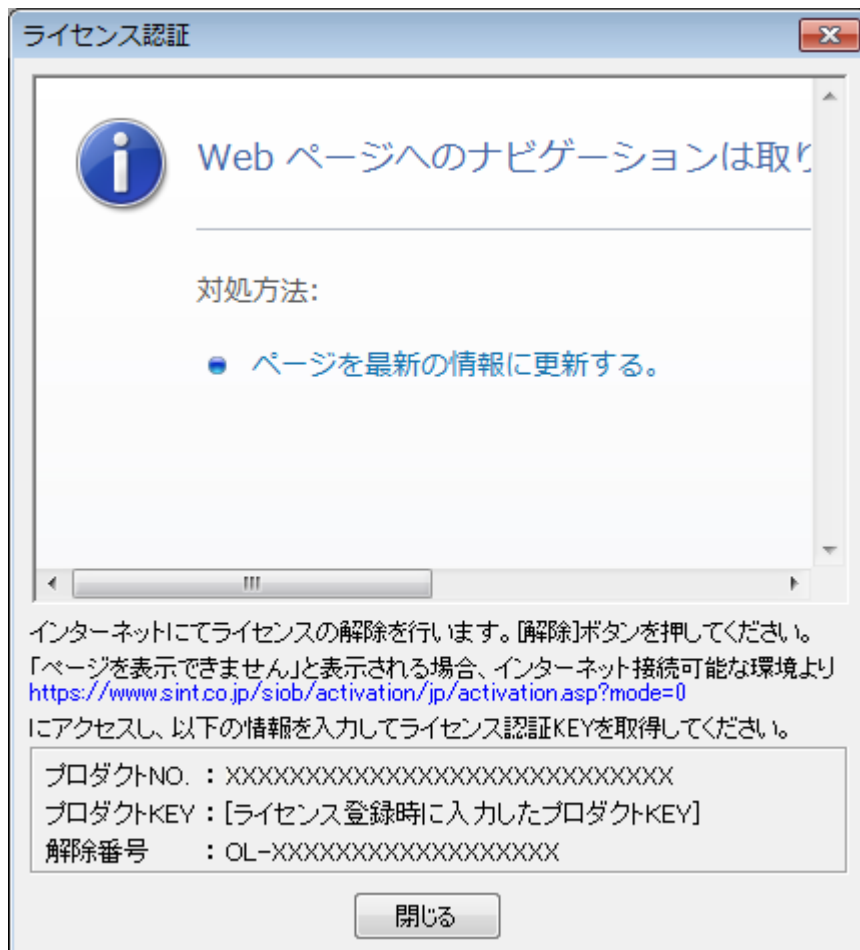 ライセンス認証
Web ページへのナビゲーションは取り
対処方法:
ページを最新の情報に更新する。
インターネットにてライセンスの解除を行います。[解除]ボタンを押してください。
「ページを表示できません」と表示される場合、インターネット接続可能な環境より
https://www.sint.co.jp/siob/activation/jp/activation.asp?mode=0
にアクセスし、以下の情報を入力してライセンス認証KEYを取得してください。
プロダクトNO. : XXXXXXXXXXXXXXXXXXXXXXXXXXXX
プロダクトKEY : [ライセンス登録時に入力したプロダクトKEY]
解除番号 : OL-XXXXXXXXXXXXXXXXXX
閉じる